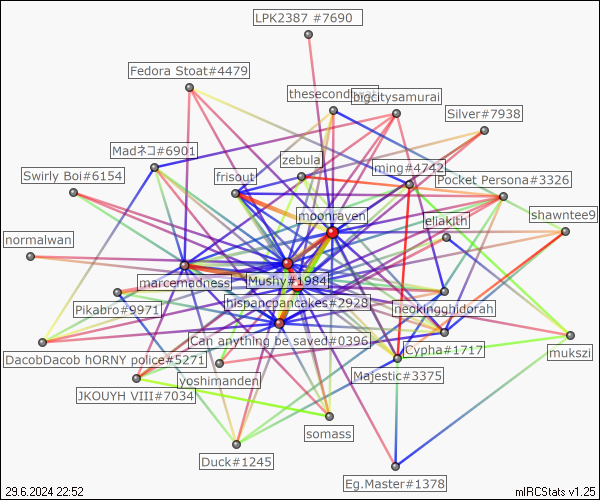 LPK2387 #7690
Fedora Stoat#4479
bigcitysamurai
Silver#7938
Madネコ#6901
zebula
ming#4742
Swirly Boi#6154
frisout
Pocket Persona#3326
moonraven
ellakith
shawntee9
normalwan
marcemadness
Mushy#1984
Pikabro#9971
hispancpancakes#2928
neokingghidorah
Can anything be saved#0396
Cypha#1717
mukszi
DacobDacob hORNY police#5271
yoshimanden
Majestic#3375
JKOUYH VIII#7034
somass
Duck#1245
Eg.Master#1378
29.6.2024 22:52
mIRCStats v1.25